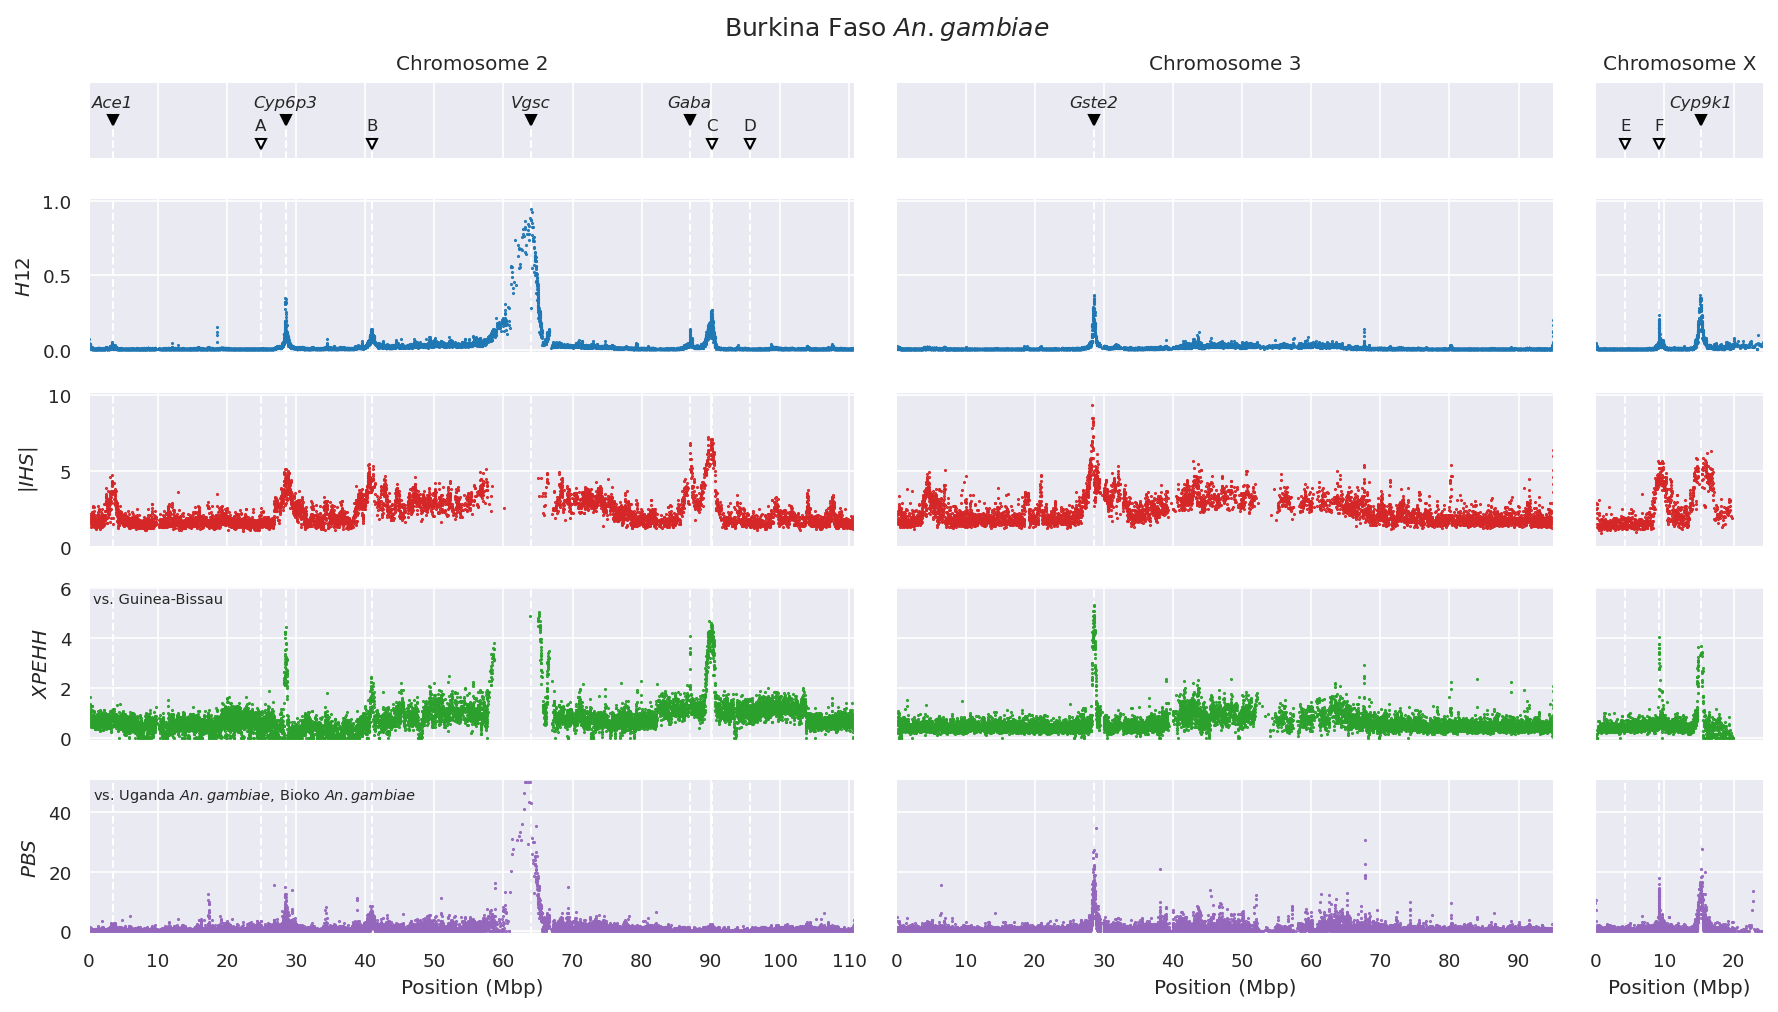 Burkina Faso An. gambiae
Chromosome 2
Chromosome 3
Chromosome X
Ace1
Cyp6p3
Vgsc
Gaba
Gste2
Cyp9k1
A
B
C
D
E
F
H12
1.0
0.5
0.0
|IHS|
10
5
0
XPEHH
6
4
2
0
vs. Guinea-Bissau
PBS
40
20
0
vs. Uganda An. gambiae, Bioko An. gambiae
0 10 20 30 40 50 60 70 80 90 100 110
0 10 20 30 40 50 60 70 80 90
0 10 20
Position (Mbp)
Position (Mbp)
Position (Mbp)